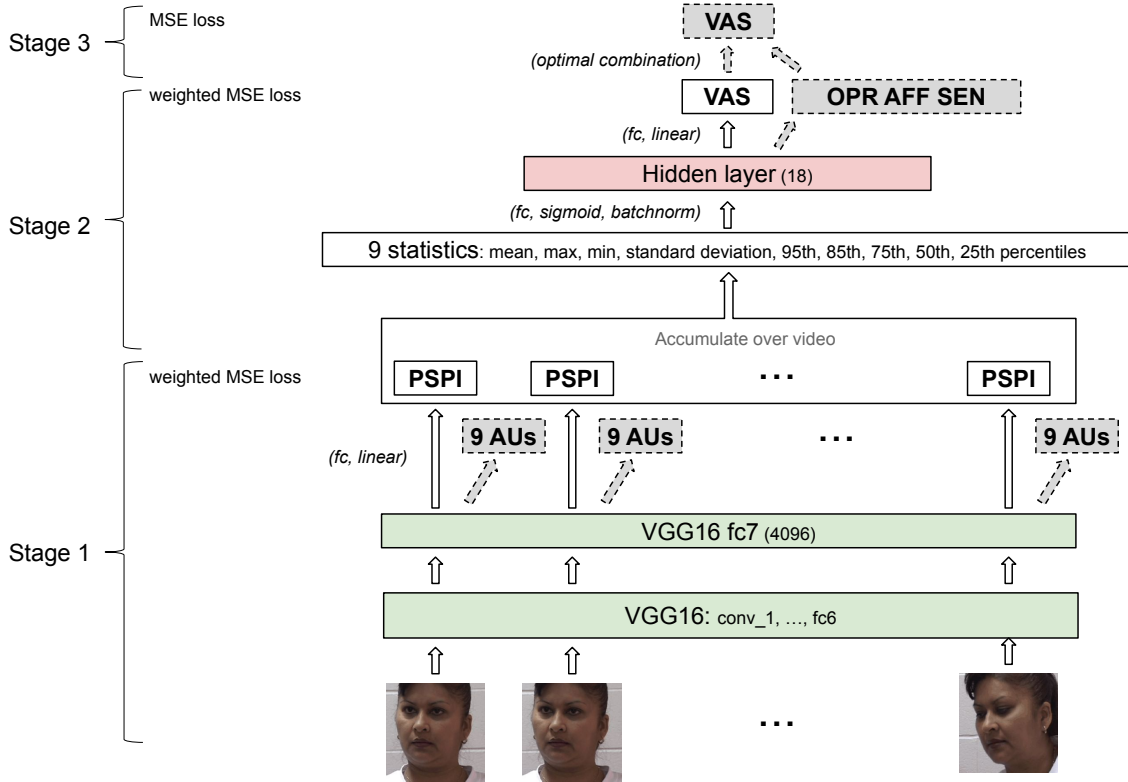 Stage 3
MSE loss
VAS
(optimal combination)
weighted MSE loss
VAS
OPR AFF SEN
(fc, linear)
Hidden layer (18)
Stage 2
(fc, sigmoid, batchnorm)
9 statistics: mean, max, min, standard deviation, 95th, 85th, 75th, 50th, 25th percentiles
Accumulate over video
weighted MSE loss
PSPI PSPI ... PSPI
9 AUs 9 AUs ... 9 AUs
(fc, linear)
VGG16 fc7 (4096)
Stage 1
VGG16: conv_1, ..., fc6
...